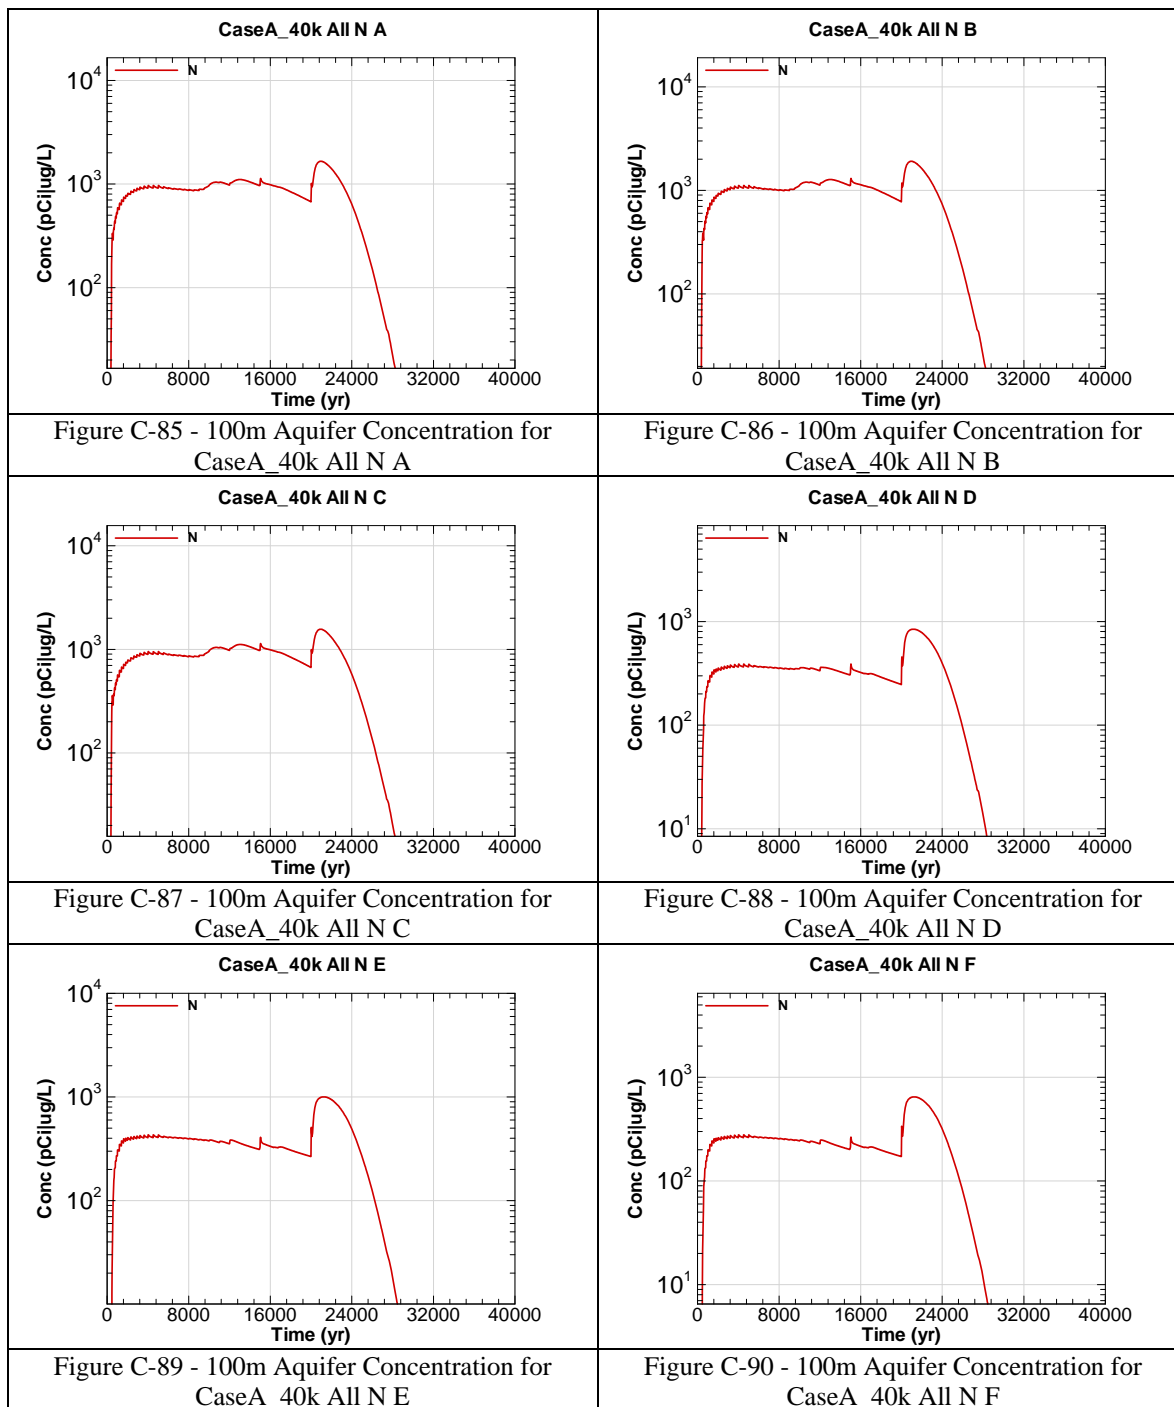 CaseA_40k All N A
N
10^4
10^3
10^2
Conc (pCi|ug/L)
0 8000 16000 24000 32000 40000
Time (yr)
Figure C-85 - 100m Aquifer Concentration for
CaseA_40k All N A
CaseA_40k All N B
N
10^4
10^3
10^2
Conc (pCi|ug/L)
0 8000 16000 24000 32000 40000
Time (yr)
Figure C-86 - 100m Aquifer Concentration for
CaseA_40k All N B
CaseA_40k All N C
N
10^4
10^3
10^2
Conc (pCi|ug/L)
0 8000 16000 24000 32000 40000
Time (yr)
Figure C-87 - 100m Aquifer Concentration for
CaseA_40k All N C
CaseA_40k All N D
N
10^3
10^2
10^1
Conc (pCi|ug/L)
0 8000 16000 24000 32000 40000
Time (yr)
Figure C-88 - 100m Aquifer Concentration for
CaseA_40k All N D
CaseA_40k All N E
N
10^4
10^3
10^2
Conc (pCi|ug/L)
0 8000 16000 24000 32000 40000
Time (yr)
Figure C-89 - 100m Aquifer Concentration for
CaseA_40k All N E
CaseA_40k All N F
N
10^3
10^2
10^1
Conc (pCi|ug/L)
0 8000 16000 24000 32000 40000
Time (yr)
Figure C-90 - 100m Aquifer Concentration for
CaseA_40k All N F